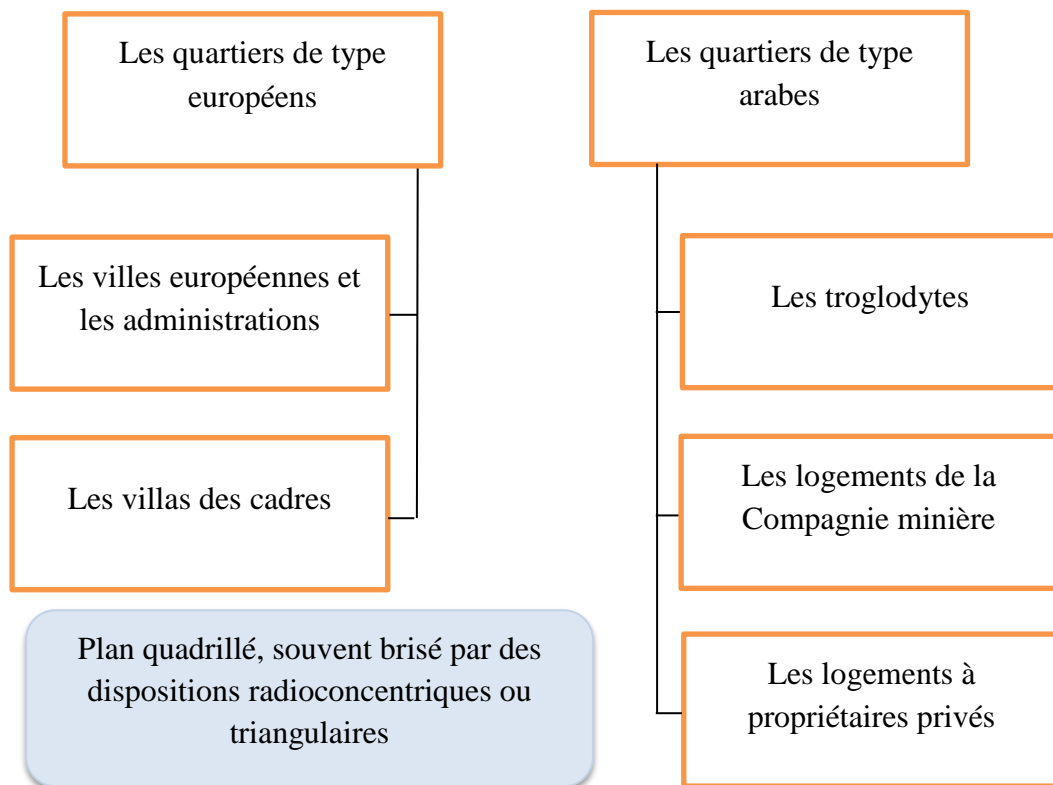 Les quartiers de type
européens
Les villes européennes et
les administrations
Les villas des cadres
Plan quadrillé, souvent brisé par des
dispositions radioconcentriques ou
triangulaires
Les quartiers de type
arabes
Les troglodytes
Les logements de la
Compagnie minière
Les logements à
propriétaires privés